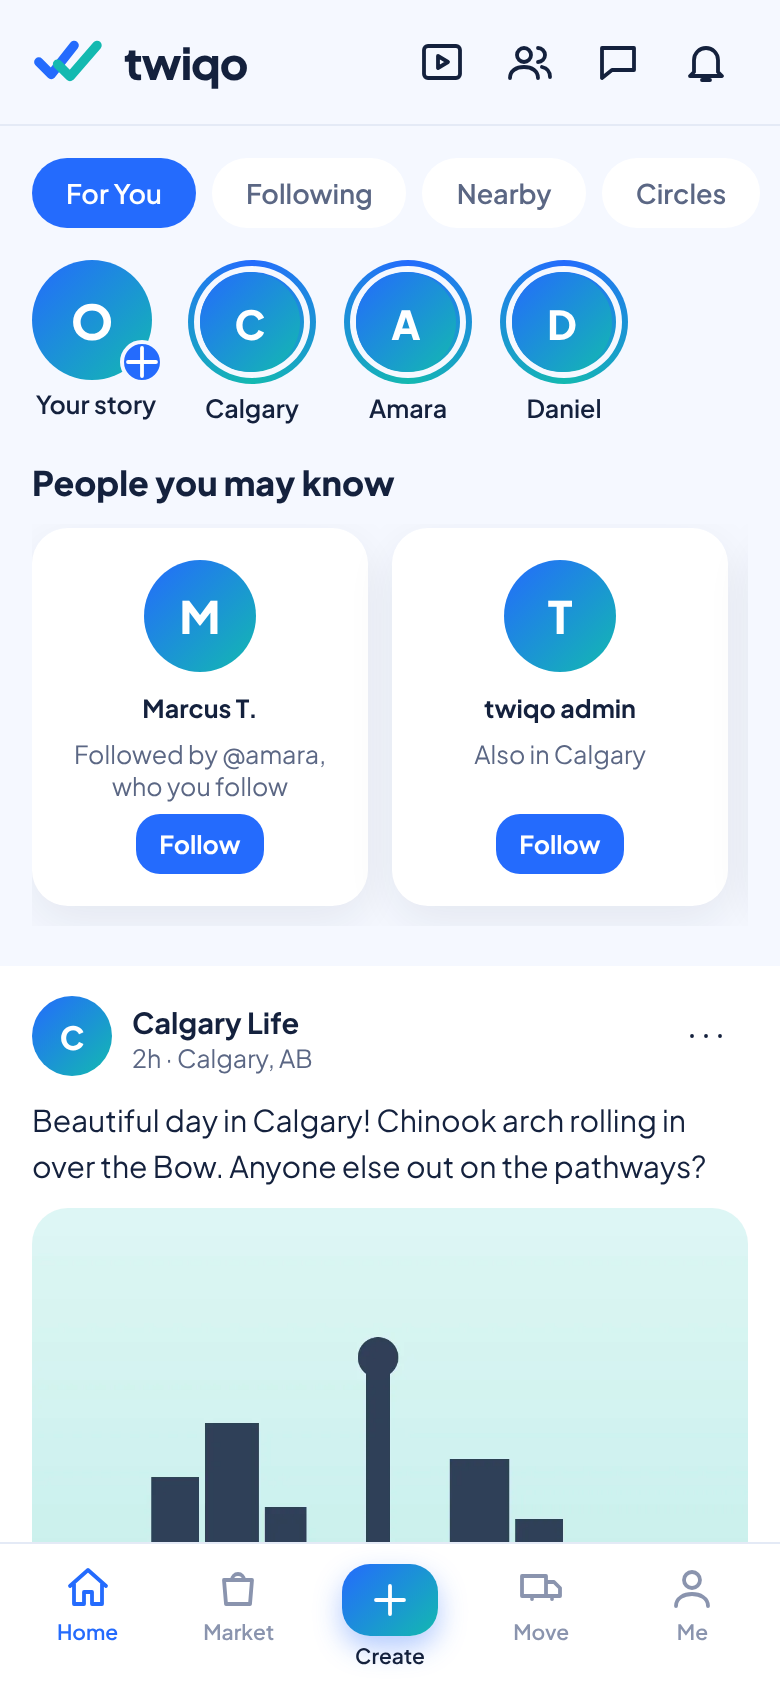 twiqo
For You
Following
Nearby
Circles
O
C
A
D
Your story
Calgary
Amara
Daniel
People you may know
M
T
Marcus T.
twiqo admin
Followed by @amara,
who you follow
Also in Calgary
Follow
Follow
C
Calgary Life
2h · Calgary, AB
Beautiful day in Calgary! Chinook arch rolling in
over the Bow. Anyone else out on the pathways?
Home
Market
Create
Move
Me